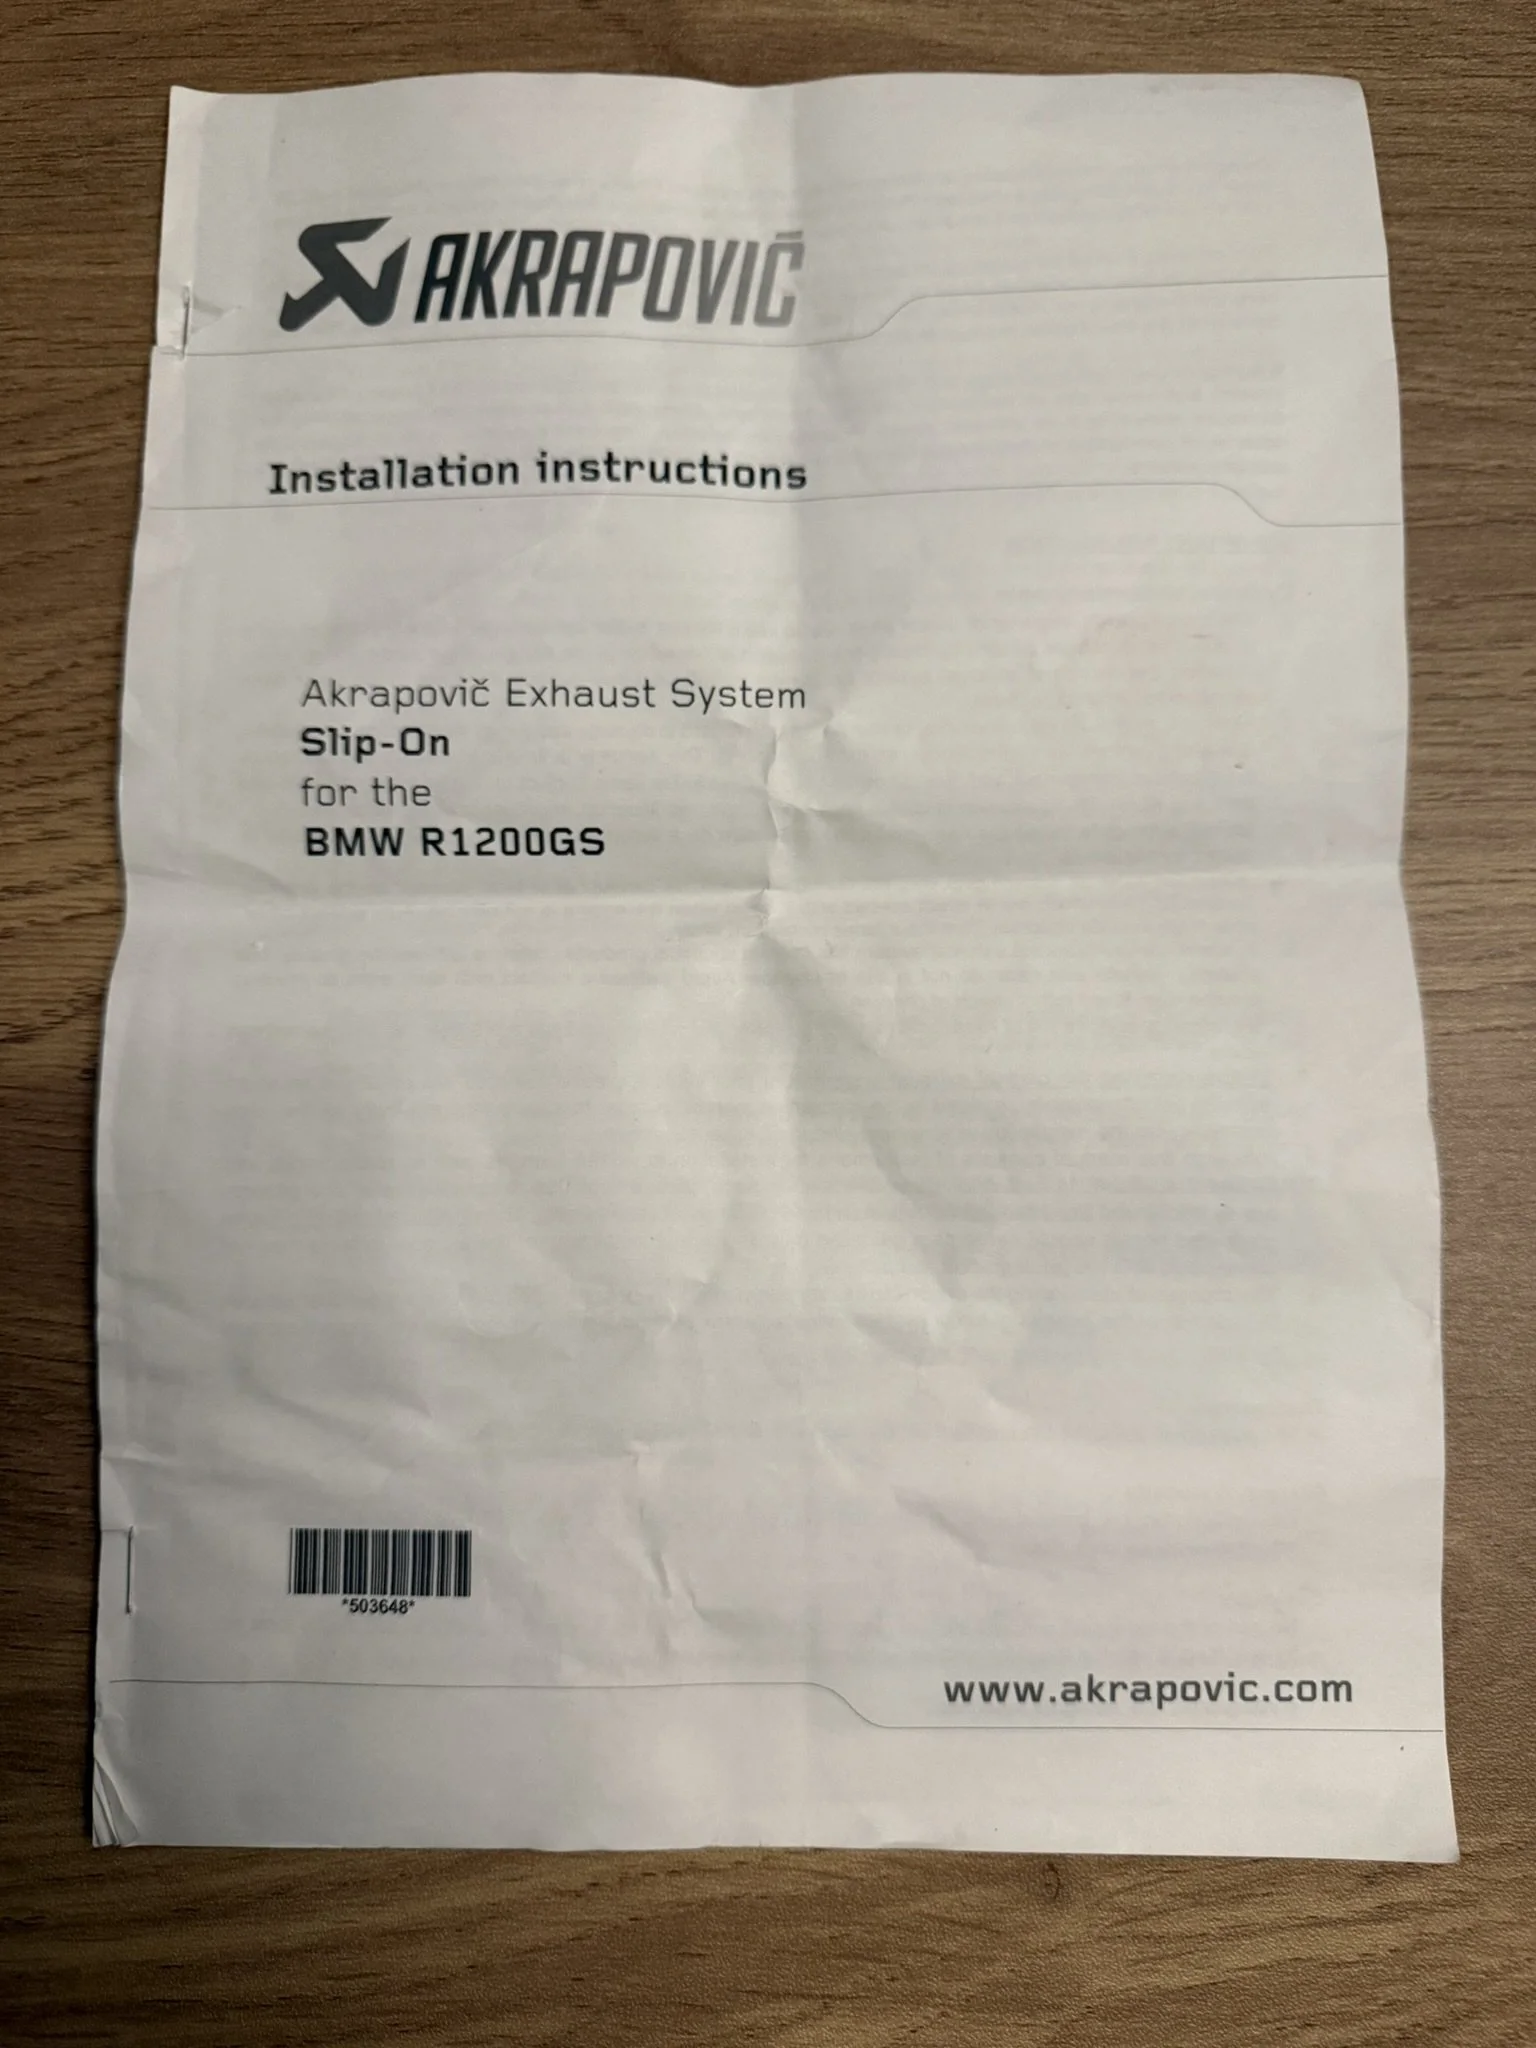 AKRAPOVIČ
Installation instructions
Akrapovič Exhaust System
Slip-On
for the
BMW R1200GS
*503648*
www.akrapovic.com